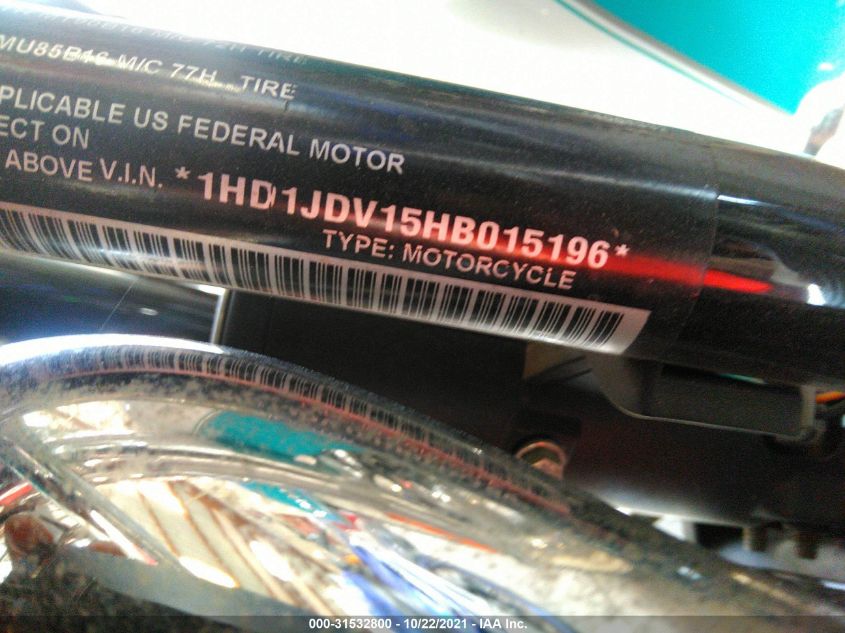 MU85B16 M/C 77H TIRE
PLICABLE US FEDERAL MOTOR
ECT ON
ABOVE V.I.N. *1HD1JDV15HB015196*
TYPE: MOTORCYCLE
000-31532800 - 10/22/2021 - IAA Inc.